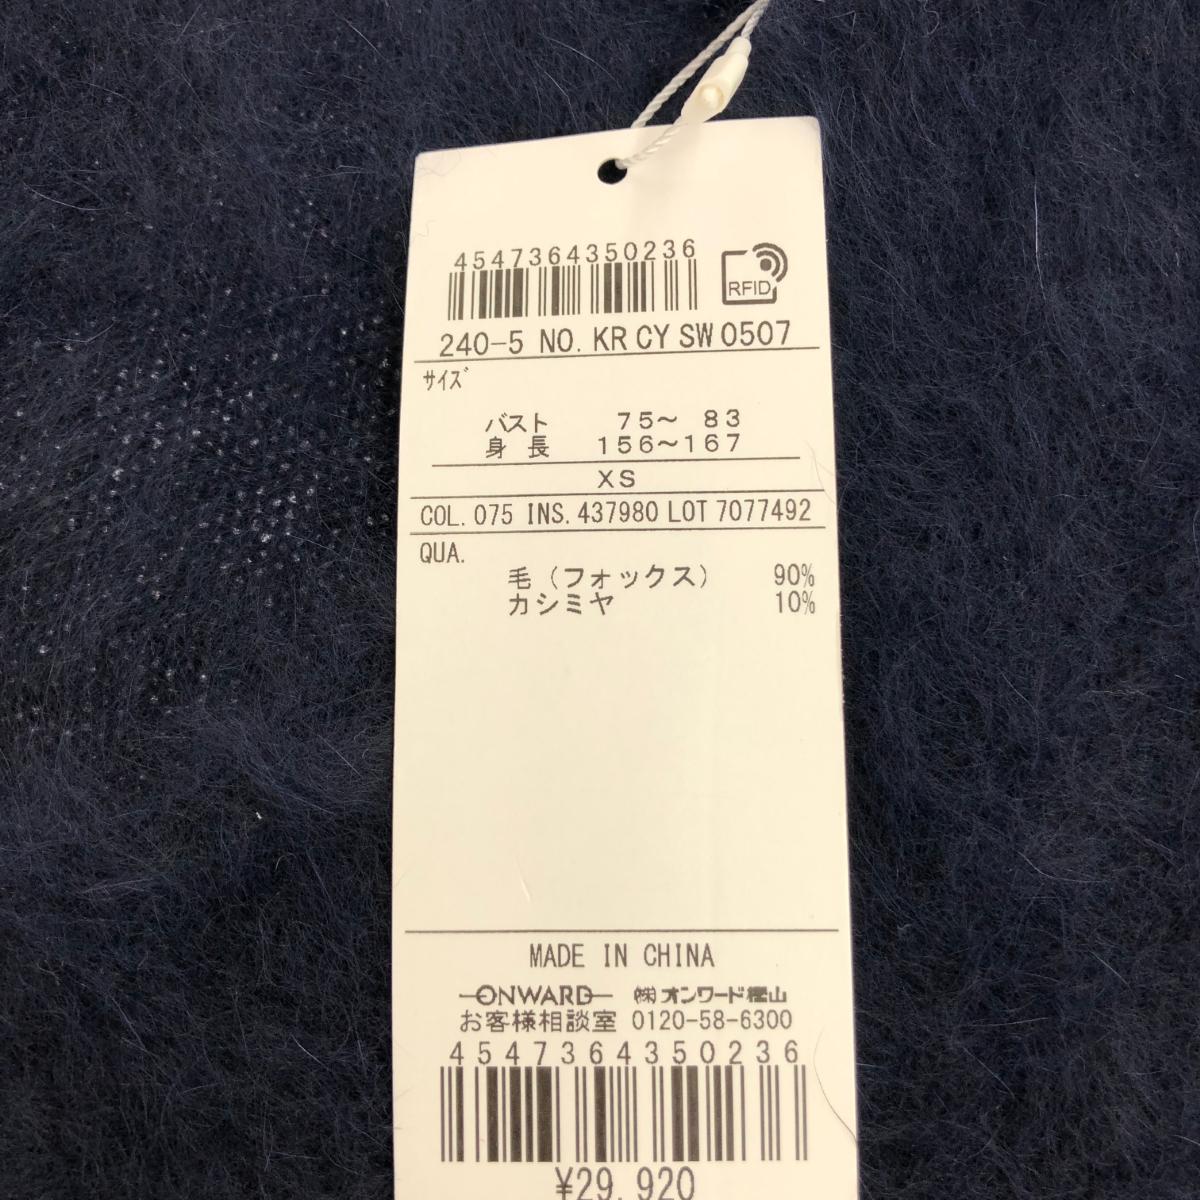 4547364350236
RFID
240-5 NO. KR CY SW 0507
サイズ
バスト 75～ 83
身 長 156～167
XS
COL. 075 INS. 437980 LOT 7077492
QUA.
毛（フォックス） 90%
カシミヤ 10%
MADE IN CHINA
ONWARD ㈱オンワード樫山
お客様相談室 0120-58-6300
4547364350236
¥29,920